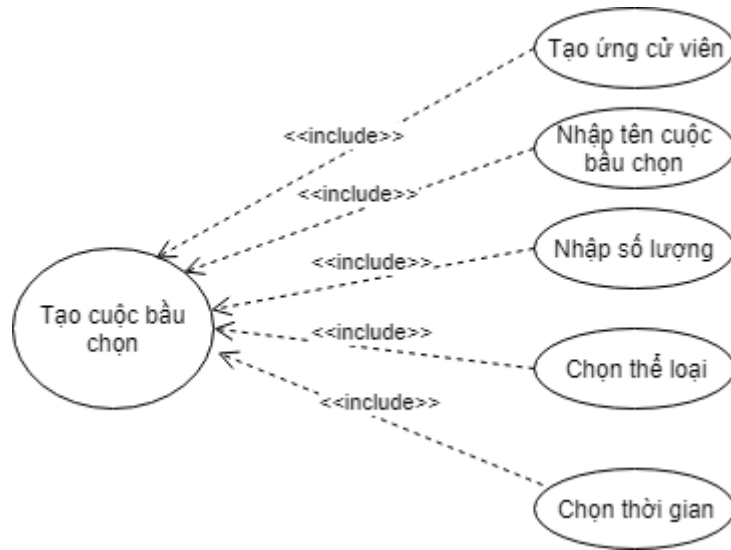 Tạo ứng cử viên
<<include>>
Nhập tên cuộc
bầu chọn
<<include>>
Nhập số lượng
<<include>>
Tạo cuộc bầu
chọn
<<include>>
Chọn thể loại
<<include>>
Chọn thời gian